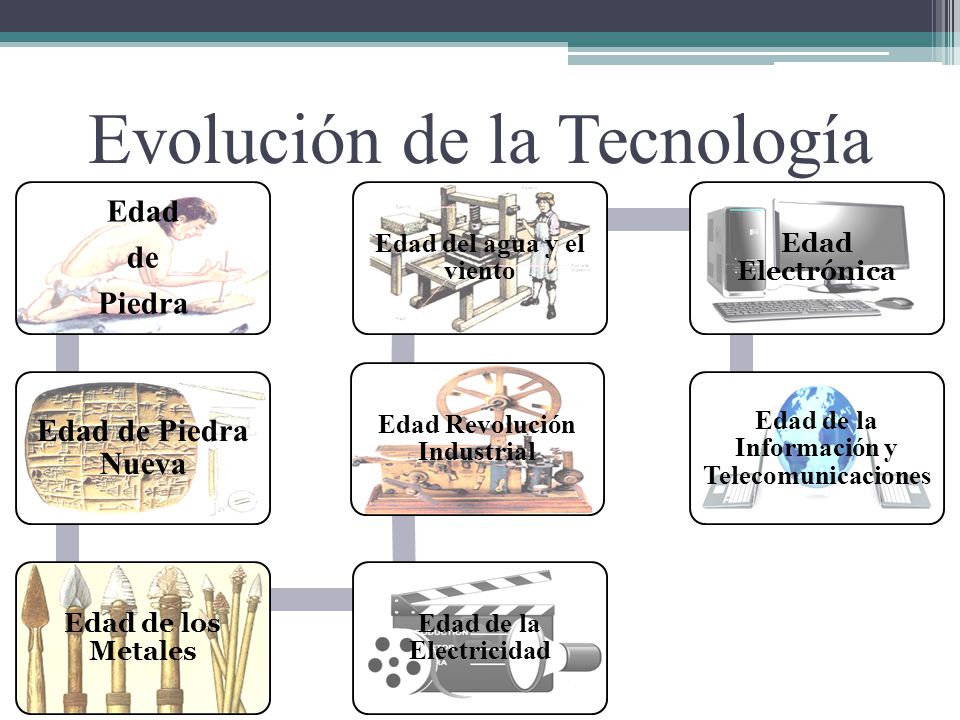 Evolución de la Tecnología
Edad
de
Piedra
Edad de Piedra
Nueva
Edad de los
Metales
Edad de la
Electricidad
Edad Revolución
Industrial
Edad del agua y el
viento
Edad
Electrónica
Edad de la
Información y
Telecomunicaciones